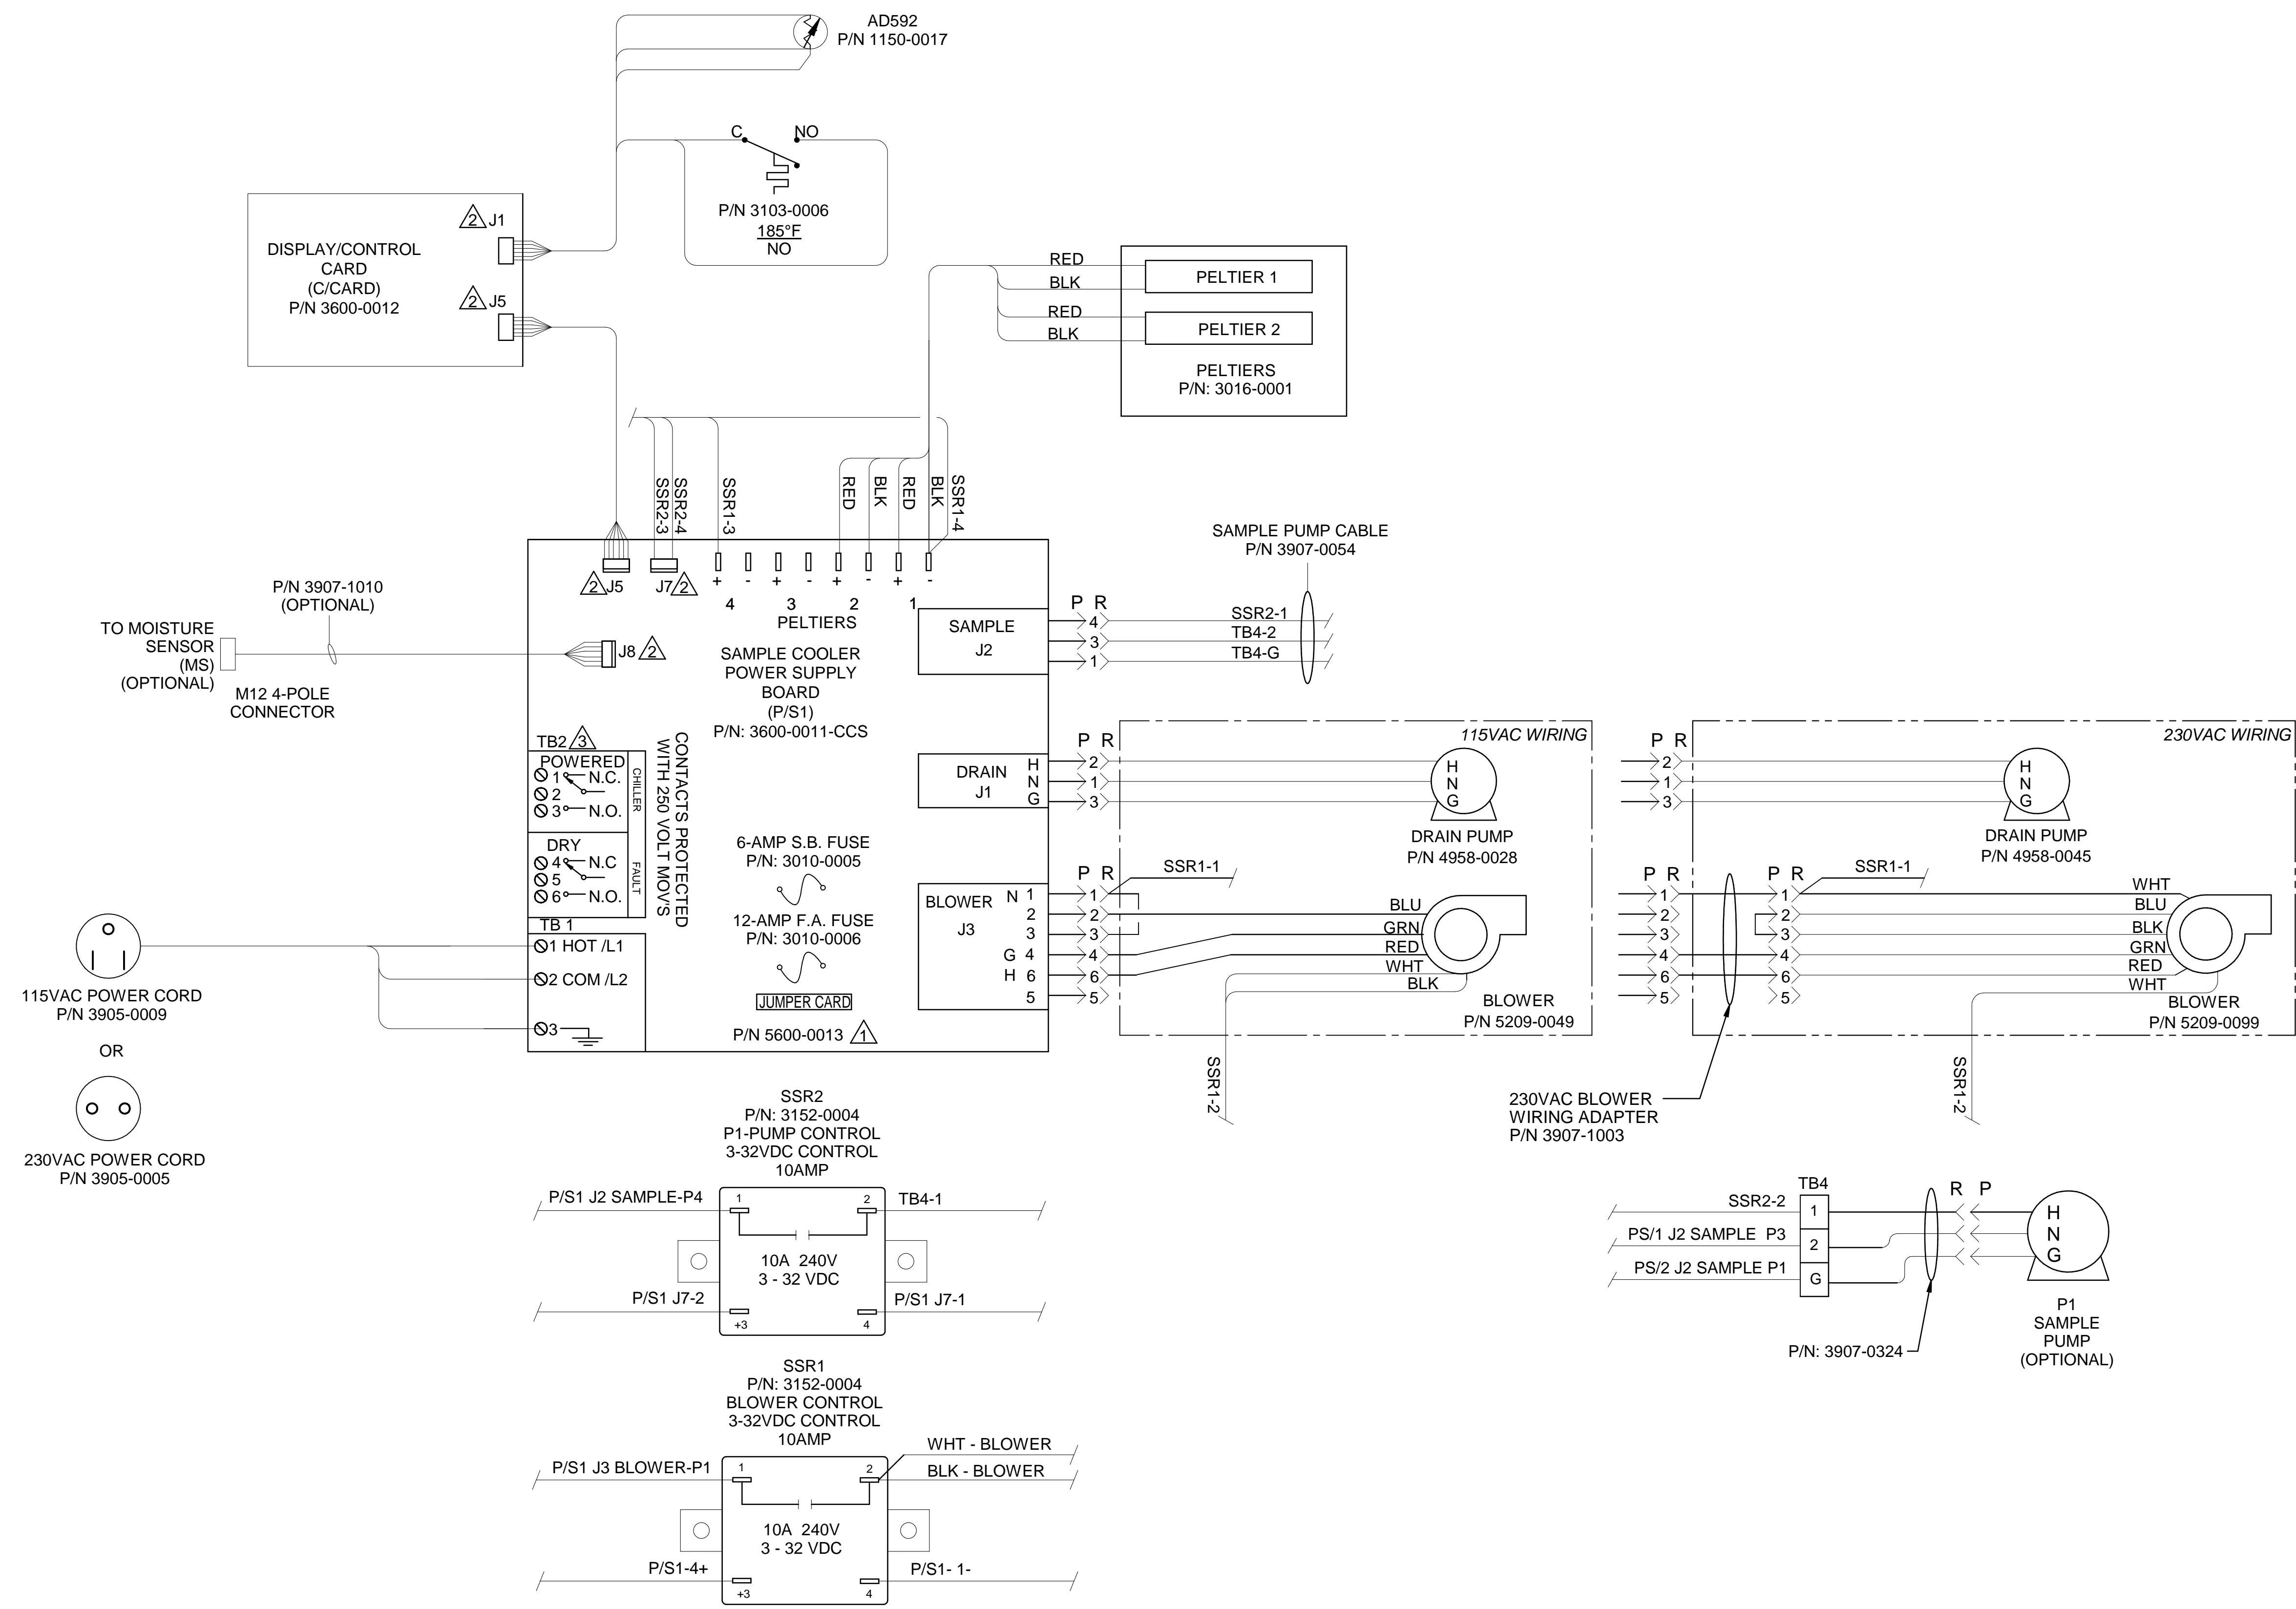 AD592
P/N 1150-0017
C
NO
P/N 3103-0006
185°F
NO
2 J1
DISPLAY/CONTROL
CARD
(C/CARD)
P/N 3600-0012
2 J5
RED
BLK
RED
BLK
PELTIER 1
PELTIER 2
PELTIERS
P/N: 3016-0001
SSR2-3
SSR2-4
SSR1-3
RED
BLK
RED
BLK
SSR1-4
2 J5
J7 2
+ - + - + - + -
4 3 2 1
PELTIERS
SAMPLE COOLER
POWER SUPPLY
BOARD
(P/S1)
P/N: 3600-0011-CCS
P/N 3907-1010
(OPTIONAL)
TO MOISTURE
SENSOR
(MS)
(OPTIONAL)
M12 4-POLE
CONNECTOR
J8 2
SAMPLE PUMP CABLE
P/N 3907-0054
SAMPLE
J2
P R
4
3
1
SSR2-1
TB4-2
TB4-G
TB2 3
POWERED
1 N.C.
2
3 N.O.
CHILLER
DRY
4 N.C
5
6 N.O.
FAULT
CONTACTS PROTECTED
WITH 250 VOLT MOV'S
TB 1
1 HOT /L1
2 COM /L2
3
6-AMP S.B. FUSE
P/N: 3010-0005
12-AMP F.A. FUSE
P/N: 3010-0006
JUMPER CARD
P/N 5600-0013 1
DRAIN
J1
H
N
G
P R
2
1
3
BLOWER
J3
N 1
2
3
G 4
H 6
5
P R
1
2
3
4
6
5
115VAC WIRING
H
N
G
DRAIN PUMP
P/N 4958-0028
SSR1-1
BLU
GRN
RED
WHT
BLK
BLOWER
P/N 5209-0049
SSR1-2
230VAC WIRING
P R
2
1
3
H
N
G
DRAIN PUMP
P/N 4958-0045
P R
1
2
3
4
6
5
P R
1
2
3
4
6
5
SSR1-1
WHT
BLU
BLK
GRN
RED
WHT
BLOWER
P/N 5209-0099
SSR1-2
230VAC BLOWER
WIRING ADAPTER
P/N 3907-1003
115VAC POWER CORD
P/N 3905-0009
OR
230VAC POWER CORD
P/N 3905-0005
SSR2
P/N: 3152-0004
P1-PUMP CONTROL
3-32VDC CONTROL
10AMP
P/S1 J2 SAMPLE-P4
1
2
TB4-1
10A 240V
3 - 32 VDC
P/S1 J7-2
P/S1 J7-1
+3
4
SSR1
P/N: 3152-0004
BLOWER CONTROL
3-32VDC CONTROL
10AMP
P/S1 J3 BLOWER-P1
1
2
WHT - BLOWER
BLK - BLOWER
10A 240V
3 - 32 VDC
P/S1-4+
P/S1- 1-
+3
4
TB4
SSR2-2
1
PS/1 J2 SAMPLE P3
2
PS/2 J2 SAMPLE P1
G
R P
H
N
G
P/N: 3907-0324
P1
SAMPLE
PUMP
(OPTIONAL)